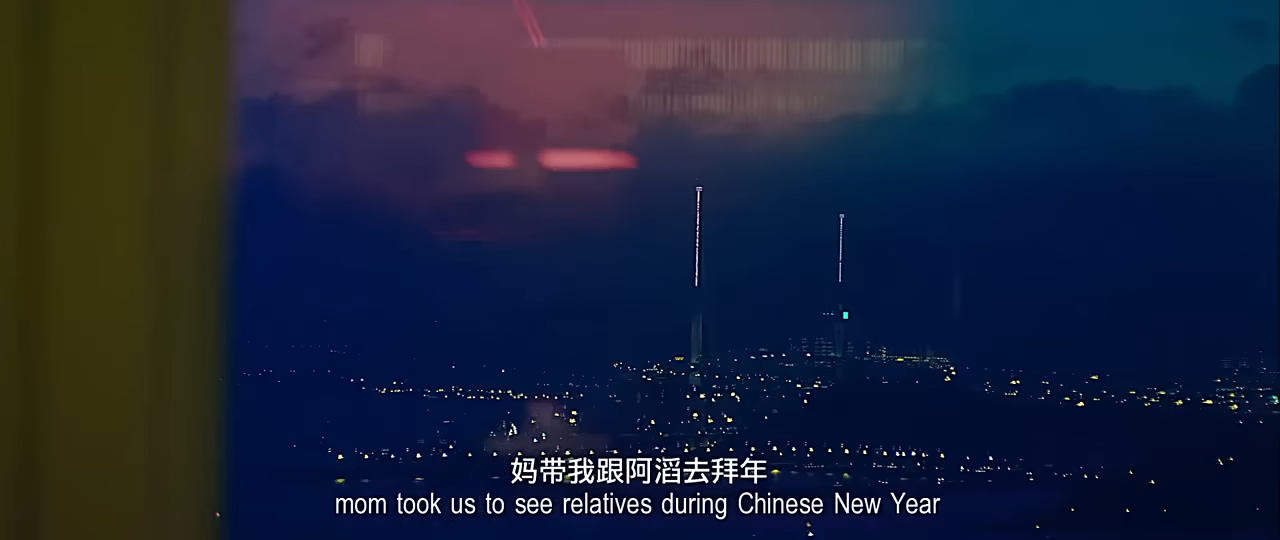 妈带我跟阿滔去拜年
mom took us to see relatives during Chinese New Year